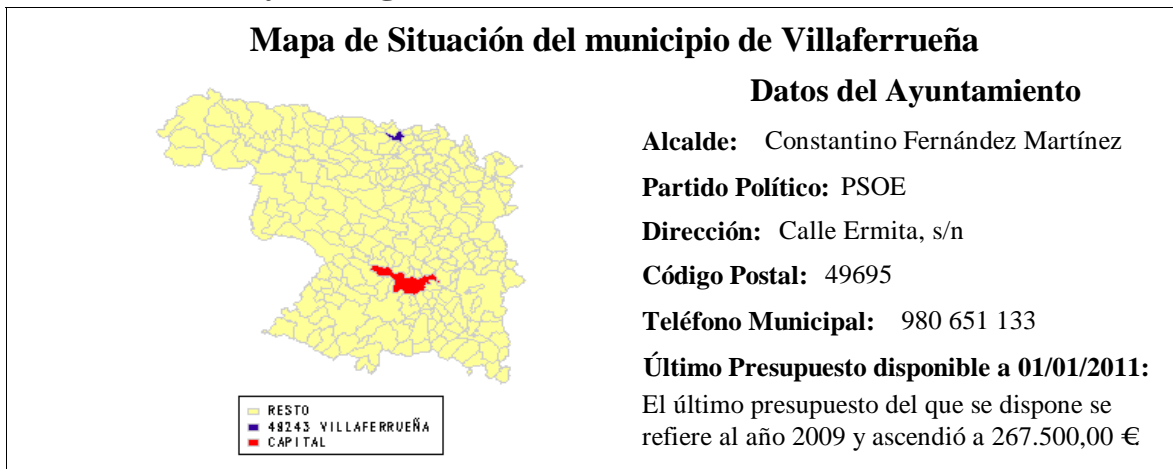 Mapa de Situación del municipio de Villaferrueña
Datos del Ayuntamiento
Alcalde: Constantino Fernández Martínez
Partido Político: PSOE
Dirección: Calle Ermita, s/n
Código Postal: 49695
Teléfono Municipal: 980 651 133
Último Presupuesto disponible a 01/01/2011:
El último presupuesto del que se dispone se
refiere al año 2009 y ascendió a 267.500,00 €
RESTO
49243 VILLAFERRUEÑA
CAPITAL